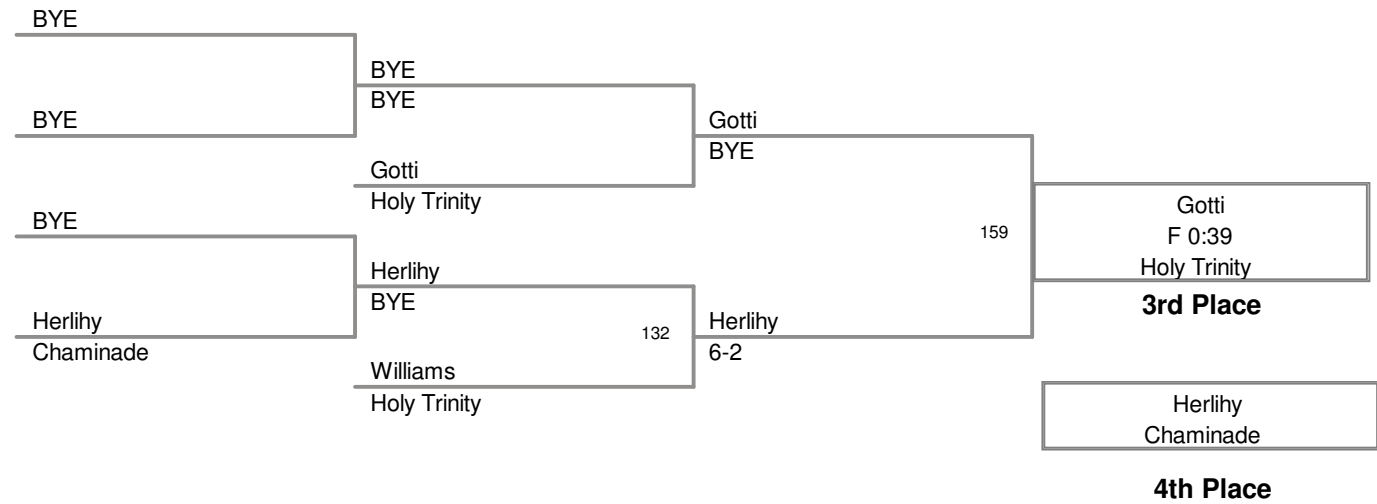 BYE
BYE
BYE
BYE
Gotti
BYE
Gotti
Holy Trinity
BYE
Gotti
F 0:39
Holy Trinity
159
Herlihy
BYE
3rd Place
Herlihy
Chaminade
132
Herlihy
6-2
Williams
Holy Trinity
Herlihy
Chaminade
4th Place